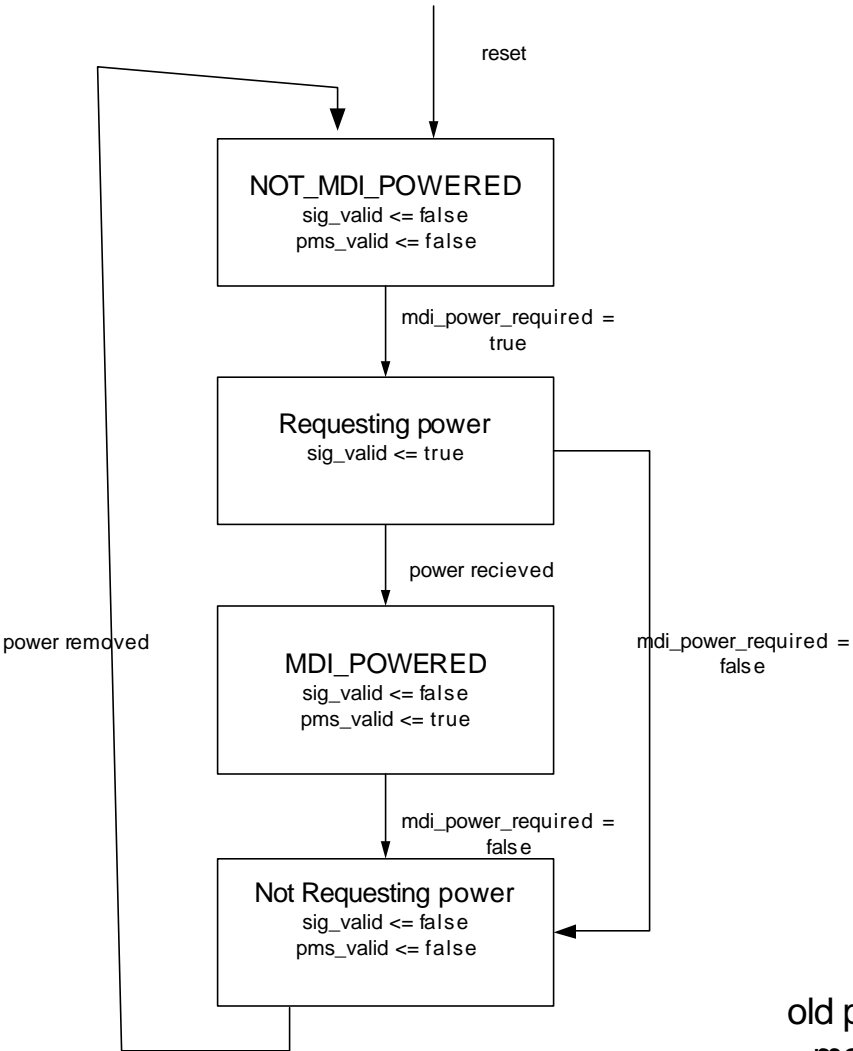 reset
NOT_MDI_POWERED
sig_valid <= false
pms_valid <= false
mdi_power_required =
true
Requesting power
sig_valid <= true
power recieved
power removed
mdi_power_required =
false
MDI_POWERED
sig_valid <= false
pms_valid <= true
mdi_power_required =
false
Not Requesting power
sig_valid <= false
pms_valid <= false
old